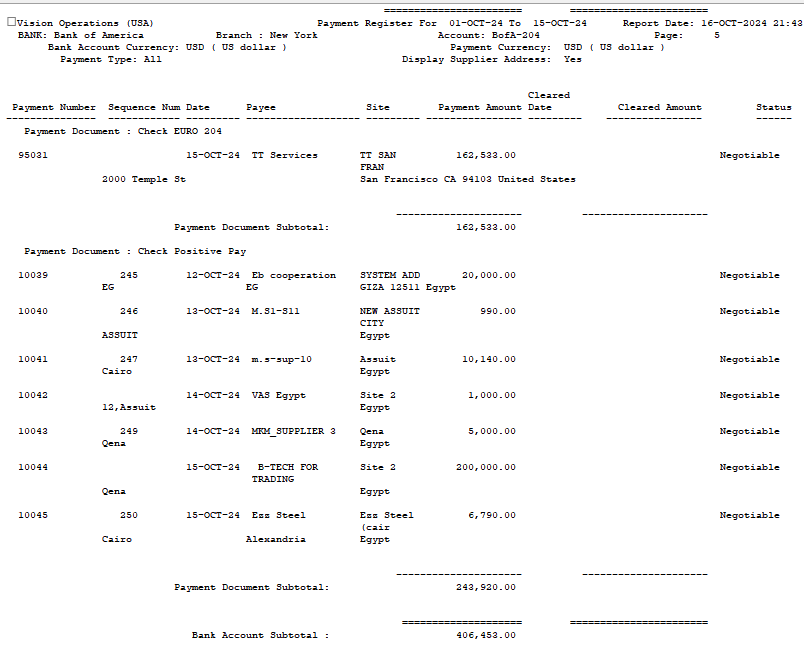 Vision Operations (USA) Payment Register For 01-OCT-24 To 15-OCT-24 Report Date: 16-OCT-2024 21:43
BANK: Bank of America Branch : New York Account: BofA-204 Page: 5
Bank Account Currency: USD ( US dollar ) Payment Currency: USD ( US dollar )
Payment Type: All Display Supplier Address: Yes
Cleared
Payment Number Sequence Num Date Payee Site Payment Amount Date Cleared Amount Status
Payment Document : Check EURO 204
95031 15-OCT-24 TT Services TT SAN 162,533.00 Negotiable
FRAN
2000 Temple St San Francisco CA 94103 United States
Payment Document Subtotal: 162,533.00
Payment Document : Check Positive Pay
10039 245 12-OCT-24 Eb cooperation SYSTEM ADD 20,000.00 Negotiable
EG EG GIZA 12511 Egypt
10040 246 13-OCT-24 M.S1-S11 NEW ASSUIT 990.00 Negotiable
CITY
ASSUIT Egypt
10041 247 13-OCT-24 m.s-sup-10 Assuit 10,140.00 Negotiable
Cairo Egypt
10042 14-OCT-24 VAS Egypt Site 2 1,000.00 Negotiable
12,Assuit Egypt
10043 249 14-OCT-24 MKM_SUPPLIER 3 Qena 5,000.00 Negotiable
Qena Egypt
10044 15-OCT-24 B-TECH FOR Site 2 200,000.00 Negotiable
TRADING
Qena Egypt
10045 250 15-OCT-24 Ezz Steel Ezz Steel 6,790.00 Negotiable
(cair
Cairo Alexandria Egypt
Payment Document Subtotal: 243,920.00
Bank Account Subtotal : 406,453.00